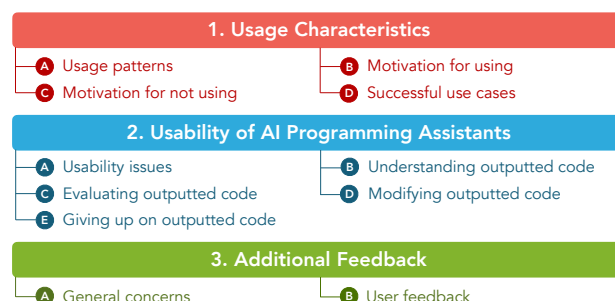 1. Usage Characteristics
A Usage patterns
B Motivation for using
C Motivation for not using
D Successful use cases
2. Usability of AI Programming Assistants
A Usability issues
B Understanding outputted code
C Evaluating outputted code
D Modifying outputted code
E Giving up on outputted code
3. Additional Feedback
A General concerns
B User feedback